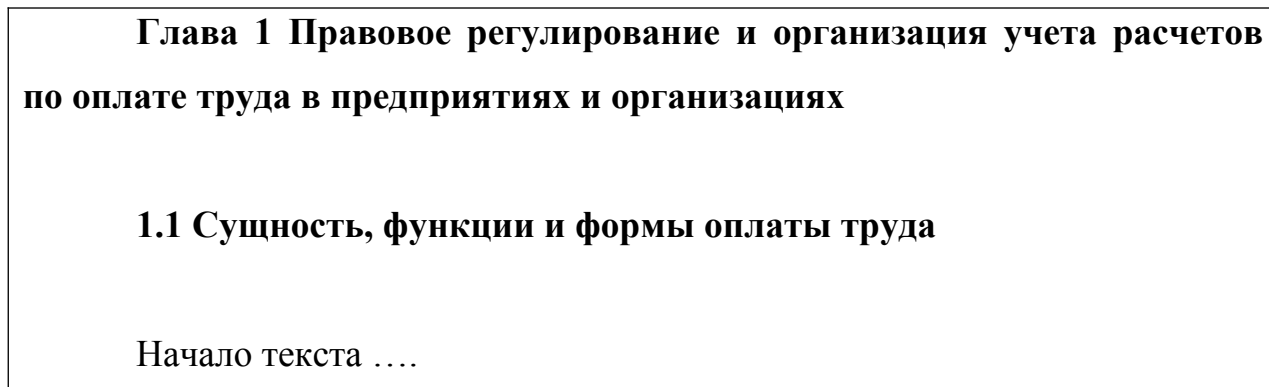 Глава 1 Правовое регулирование и организация учета расчетов
по оплате труда в предприятиях и организациях
1.1 Сущность, функции и формы оплаты труда
Начало текста ….